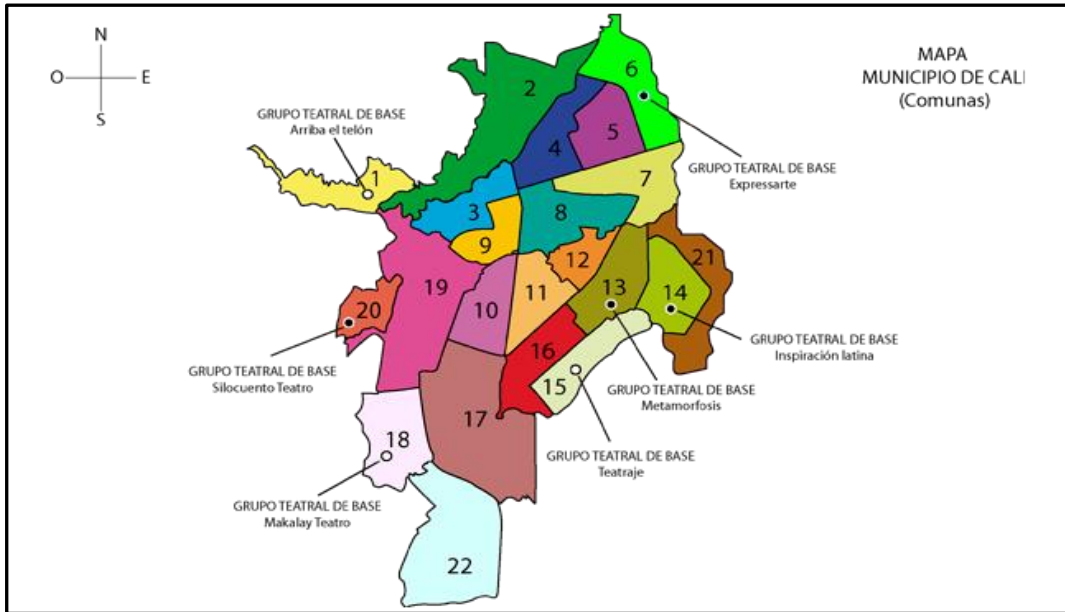 N
O E
S
MAPA
MUNICIPIO DE CALI
(Comunas)
GRUPO TEATRAL DE BASE
Arriba el telón
GRUPO TEATRAL DE BASE
Expressarte
GRUPO TEATRAL DE BASE
Silocuento Teatro
GRUPO TEATRAL DE BASE
Inspiración latina
GRUPO TEATRAL DE BASE
Metamorfosis
GRUPO TEATRAL DE BASE
Teatraje
GRUPO TEATRAL DE BASE
Makalay Teatro
6
2
5
4
7
1
3
8
9
12
21
19
13
14
10
11
20
16
15
17
18
22